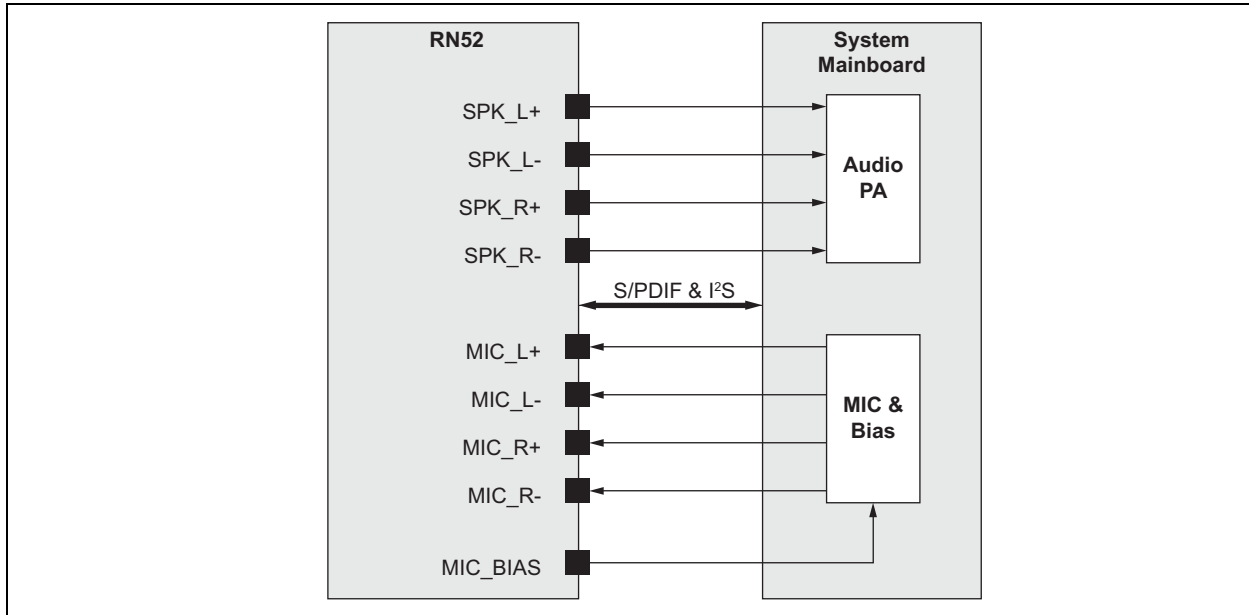 RN52
System
Mainboard
SPK_L+
SPK_L-
SPK_R+
SPK_R-
Audio
PA
S/PDIF & I²S
MIC_L+
MIC_L-
MIC_R+
MIC_R-
MIC &
Bias
MIC_BIAS